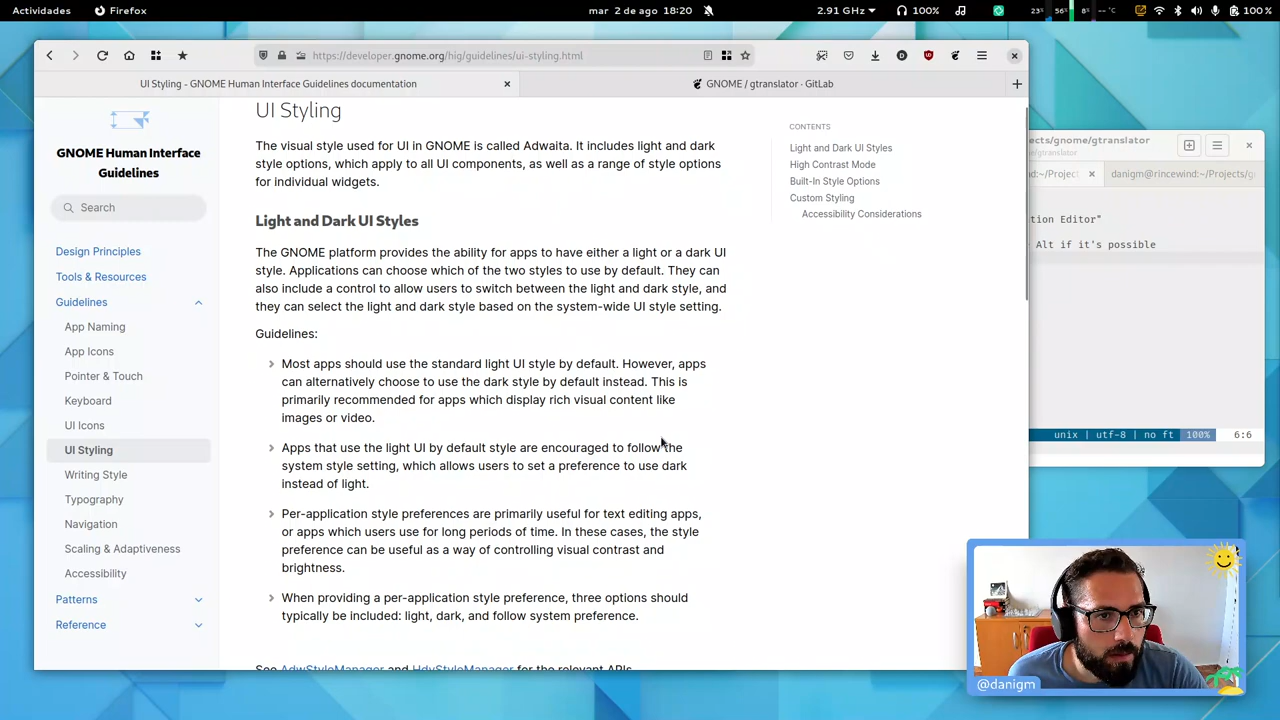 Actividades
Firefox
mar 2 de ago 18:20
2.91 GHz
100%
23%
56%
8%
--°C
100 %
https://developer.gnome.org/hig/guidelines/ui-styling.html
UI Styling - GNOME Human Interface Guidelines documentation
GNOME / gtranslator · GitLab
GNOME Human Interface
Guidelines
Search
Design Principles
Tools & Resources
Guidelines
App Naming
App Icons
Pointer & Touch
Keyboard
UI Icons
UI Styling
Writing Style
Typography
Navigation
Scaling & Adaptiveness
Accessibility
Patterns
Reference
UI Styling
The visual style used for UI in GNOME is called Adwaita. It includes light and dark
style options, which apply to all UI components, as well as a range of style options
for individual widgets.
Light and Dark UI Styles
The GNOME platform provides the ability for apps to have either a light or a dark UI
style. Applications can choose which of the two styles to use by default. They can
also include a control to allow users to switch between the light and dark style, and
they can select the light and dark style based on the system-wide UI style setting.
Guidelines:
Most apps should use the standard light UI style by default. However, apps
can alternatively choose to use the dark style by default instead. This is
primarily recommended for apps which display rich visual content like
images or video.
Apps that use the light UI by default style are encouraged to follow the
system style setting, which allows users to set a preference to use dark
instead of light.
Per-application style preferences are primarily useful for text editing apps,
or apps which users use for long periods of time. In these cases, the style
preference can be useful as a way of controlling visual contrast and
brightness.
When providing a per-application style preference, three options should
typically be included: light, dark, and follow system preference.
See AdwStyleManager and HdyStyleManager for the relevant APIs.
CONTENTS
Light and Dark UI Styles
High Contrast Mode
Built-In Style Options
Custom Styling
Accessibility Considerations
ects/gnome/gtranslator
me/gtranslator
nd:~/Projec
danigm@rincewind:~/Projects/g
tion Editor"
Alt if it's possible
unix | utf-8 | no ft 100% 6:6
@danigm